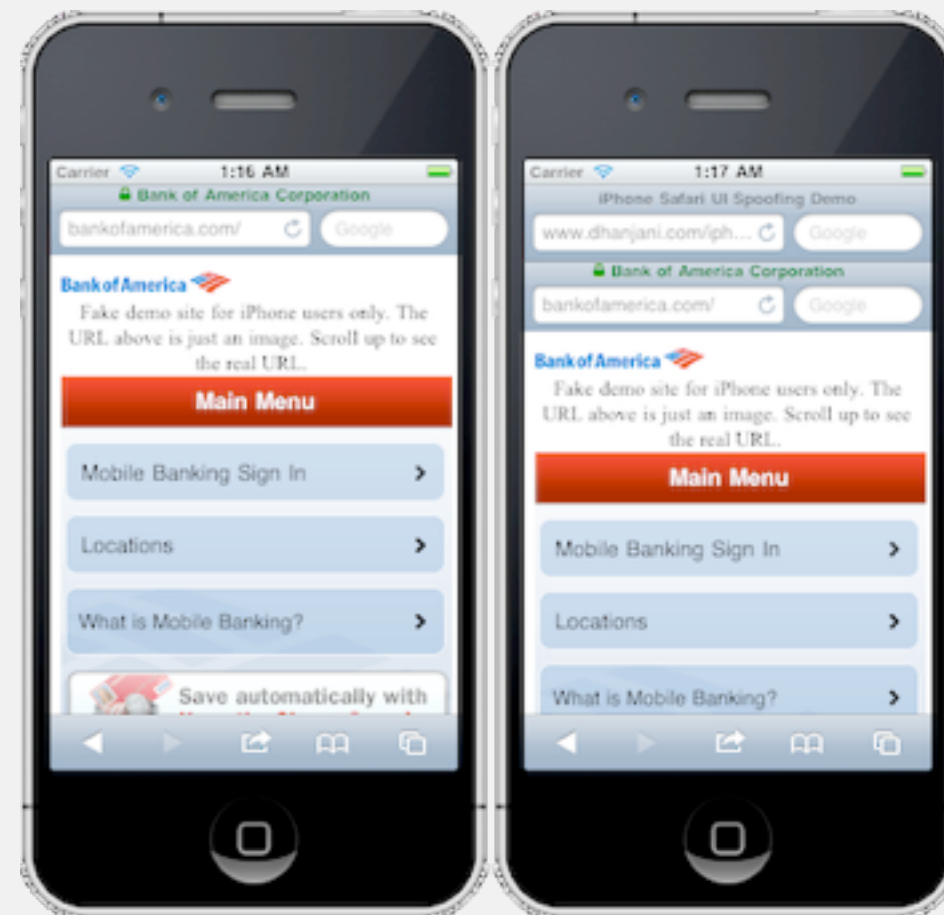 Carrier 1:16 AM
Bank of America Corporation
bankofamerica.com/ Google
Bank of America
Fake demo site for iPhone users only. The
URL above is just an image. Scroll up to see
the real URL.
Main Menu
Mobile Banking Sign In
Locations
What is Mobile Banking?
Save automatically with
Carrier 1:17 AM
iPhone Safari UI Spoofing Demo
www.dhanjani.com/iph... Google
Bank of America Corporation
bankofamerica.com/ Google
Bank of America
Fake demo site for iPhone users only. The
URL above is just an image. Scroll up to see
the real URL.
Main Menu
Mobile Banking Sign In
Locations
What is Mobile Banking?